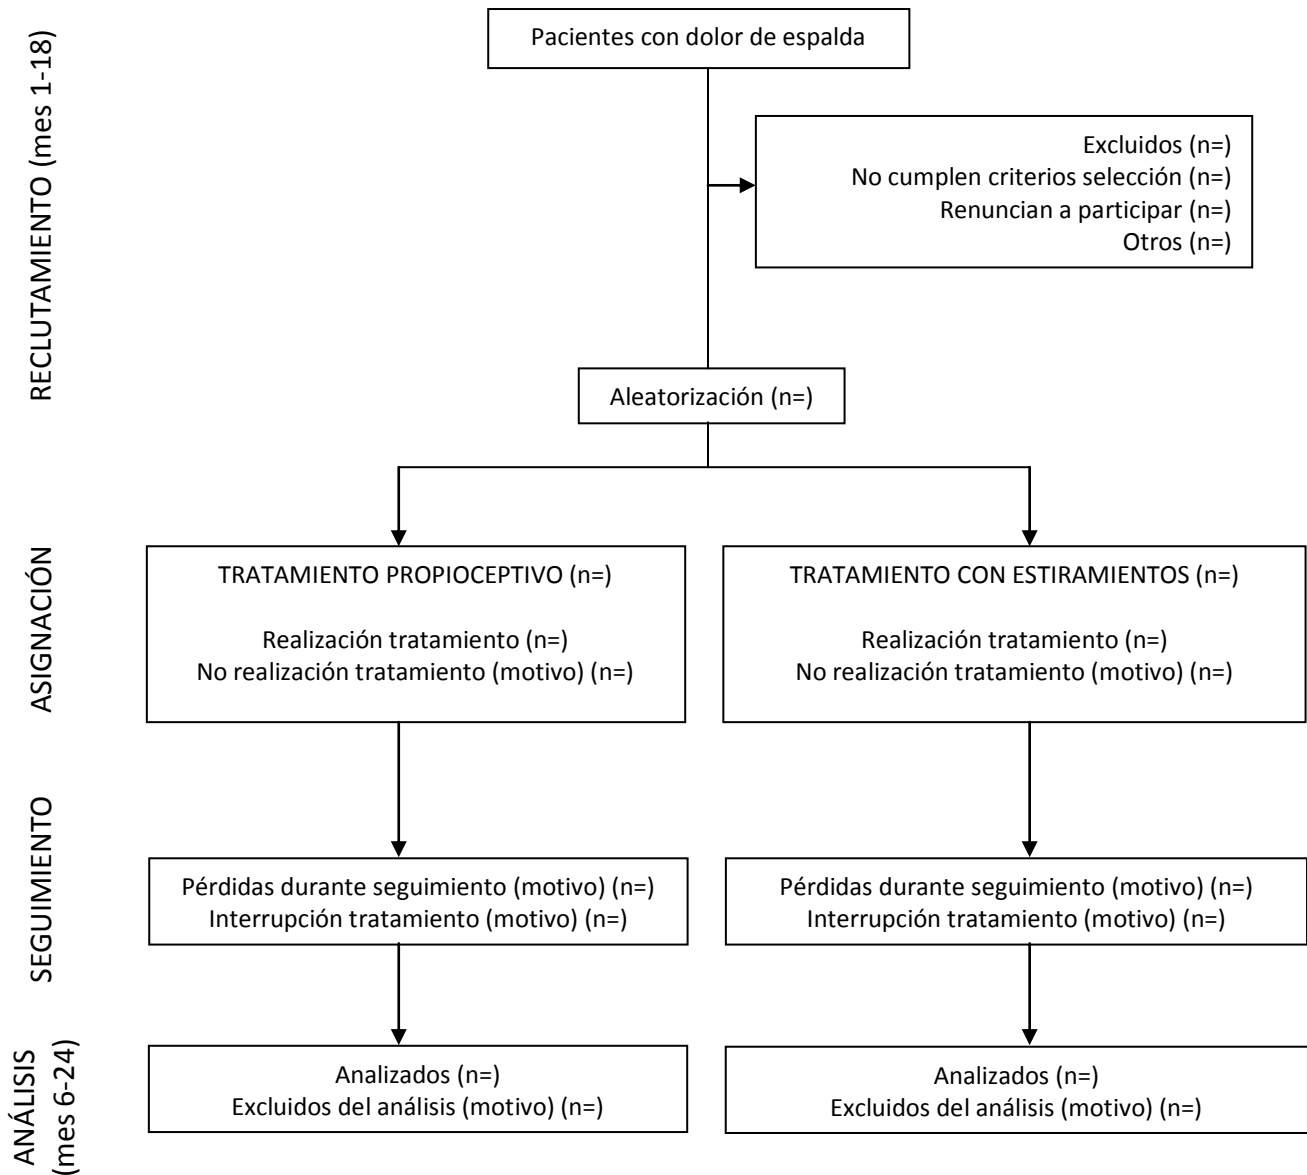 RECLUTAMIENTO (mes 1-18)
Pacientes con dolor de espalda
Excluidos (n=)
No cumplen criterios selección (n=)
Renuncian a participar (n=)
Otros (n=)
Aleatorización (n=)
ASIGNACIÓN
TRATAMIENTO PROPIOCEPTIVO (n=)
Realización tratamiento (n=)
No realización tratamiento (motivo) (n=)
TRATAMIENTO CON ESTIRAMIENTOS (n=)
Realización tratamiento (n=)
No realización tratamiento (motivo) (n=)
SEGUIMIENTO
Pérdidas durante seguimiento (motivo) (n=)
Interrupción tratamiento (motivo) (n=)
Pérdidas durante seguimiento (motivo) (n=)
Interrupción tratamiento (motivo) (n=)
ANÁLISIS
(mes 6-24)
Analizados (n=)
Excluidos del análisis (motivo) (n=)
Analizados (n=)
Excluidos del análisis (motivo) (n=)